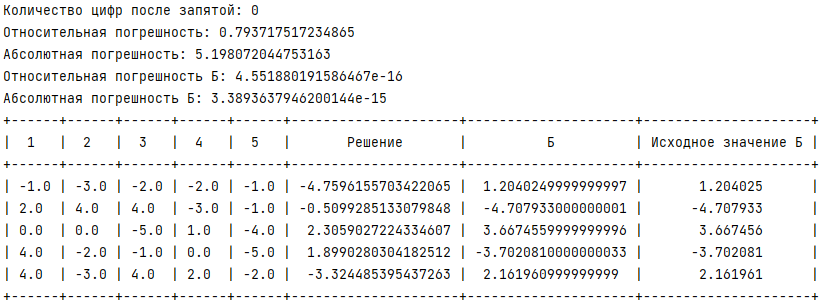 Количество цифр после запятой: 0
Относительная погрешность: 0.793717517234865
Абсолютная погрешность: 5.198072044753163
Относительная погрешность Б: 4.551880191586467e-16
Абсолютная погрешность Б: 3.3893637946200144e-15
+------+------+------+------+------+---------------------+---------------------+---------------------+
|  1   |  2   |  3   |  4   |  5   |       Решение       |          Б          | Исходное значение Б |
+------+------+------+------+------+---------------------+---------------------+---------------------+
| -1.0 | -3.0 | -2.0 | -2.0 | -1.0 | -4.7596155703422065 |  1.2040249999999997 |       1.204025      |
| 2.0  | 4.0  | 4.0  | -3.0 | -1.0 | -0.5099285133079848 |  -4.707933000000001 |      -4.707933      |
| 0.0  | 0.0  | -5.0 | 1.0  | -4.0 |  2.3059027224334607 |  3.6674559999999996 |       3.667456      |
| 4.0  | -2.0 | -1.0 | 0.0  | -5.0 |  1.8990280304182512 | -3.7020810000000033 |      -3.702081      |
| 4.0  | -3.0 | 4.0  | 2.0  | -2.0 |  -3.324485395437263 |  2.161960999999999  |       2.161961      |
+------+------+------+------+------+---------------------+---------------------+---------------------+